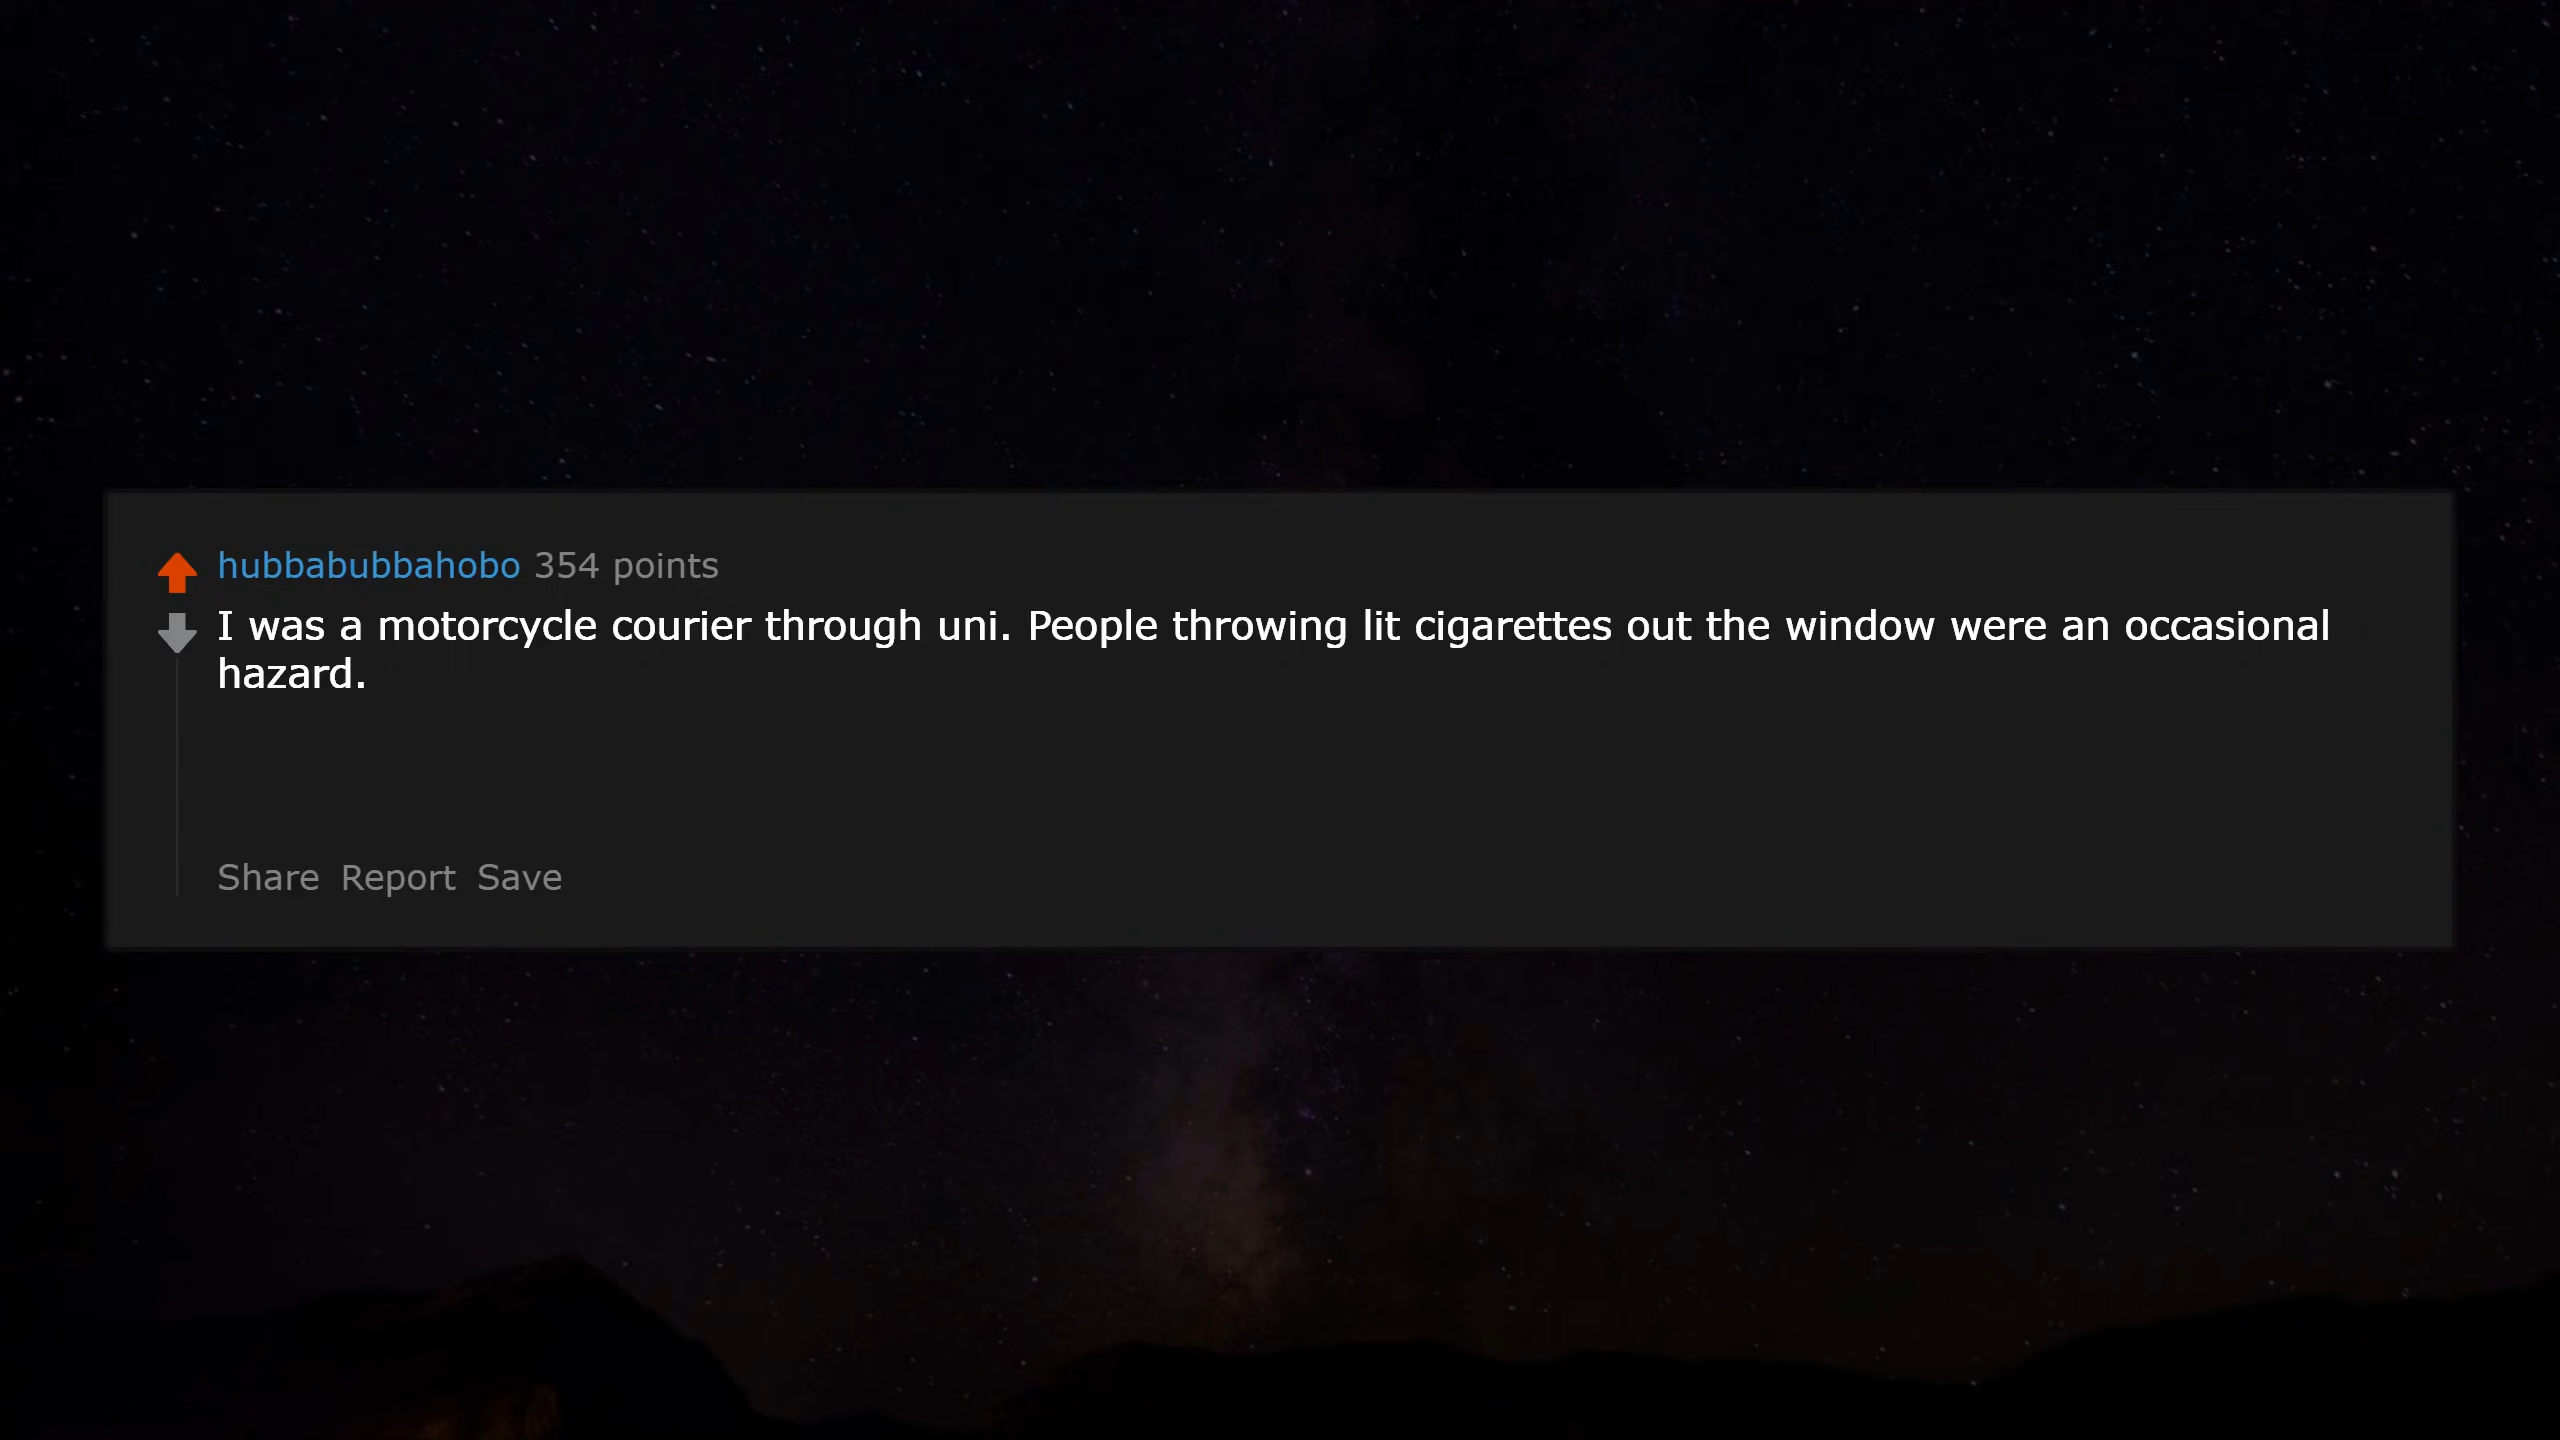 hubbabubbahobo 354 points
I was a motorcycle courier through uni. People throwing lit cigarettes out the window were an occasional
hazard.
Share Report Save